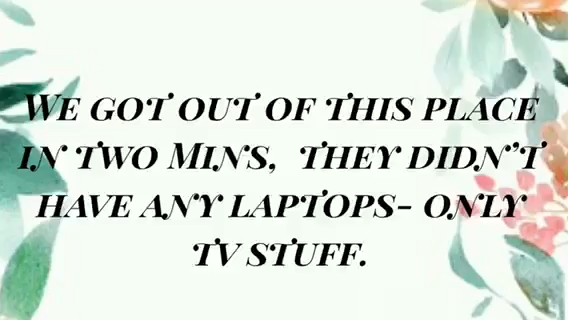 We got out of this place
in two Mins, they didn't
have any laptops- only
tv stuff.